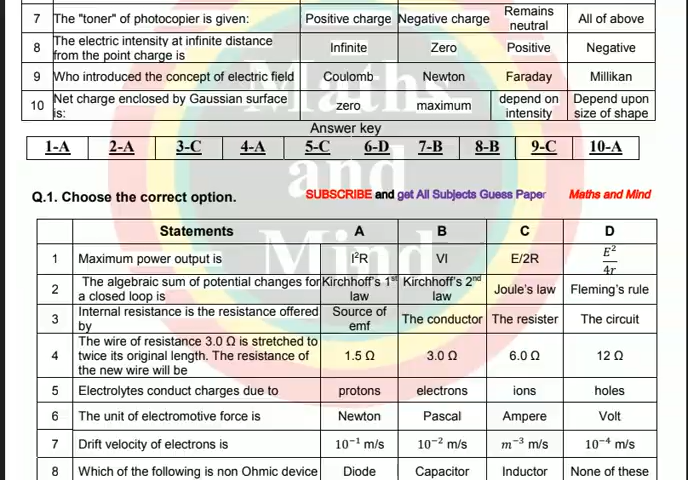 7 The "toner" of photocopier is given: Positive charge Negative charge Remains neutral All of above
8 The electric intensity at infinite distance from the point charge is Infinite Zero Positive Negative
9 Who introduced the concept of electric field Coulomb Newton Faraday Millikan
10 Net charge enclosed by Gaussian surface is: zero maximum depend on intensity Depend upon size of shape
Answer key
1-A 2-A 3-C 4-A 5-C 6-D 7-B 8-B 9-C 10-A
Q.1. Choose the correct option. SUBSCRIBE and get All Subjects Guess Paper Maths and Mind
Statements A B C D
1 Maximum power output is I²R VI E/2R E²/4r
2 The algebraic sum of potential changes for a closed loop is Kirchhoff's 1st law Kirchhoff's 2nd law Joule's law Fleming's rule
3 Internal resistance is the resistance offered by Source of emf The conductor The resister The circuit
4 The wire of resistance 3.0 Ω is stretched to twice its original length. The resistance of the new wire will be 1.5 Ω 3.0 Ω 6.0 Ω 12 Ω
5 Electrolytes conduct charges due to protons electrons ions holes
6 The unit of electromotive force is Newton Pascal Ampere Volt
7 Drift velocity of electrons is 10⁻¹ m/s 10⁻² m/s m⁻³ m/s 10⁻⁴ m/s
8 Which of the following is non Ohmic device Diode Capacitor Inductor None of these
Maths
and
Mind